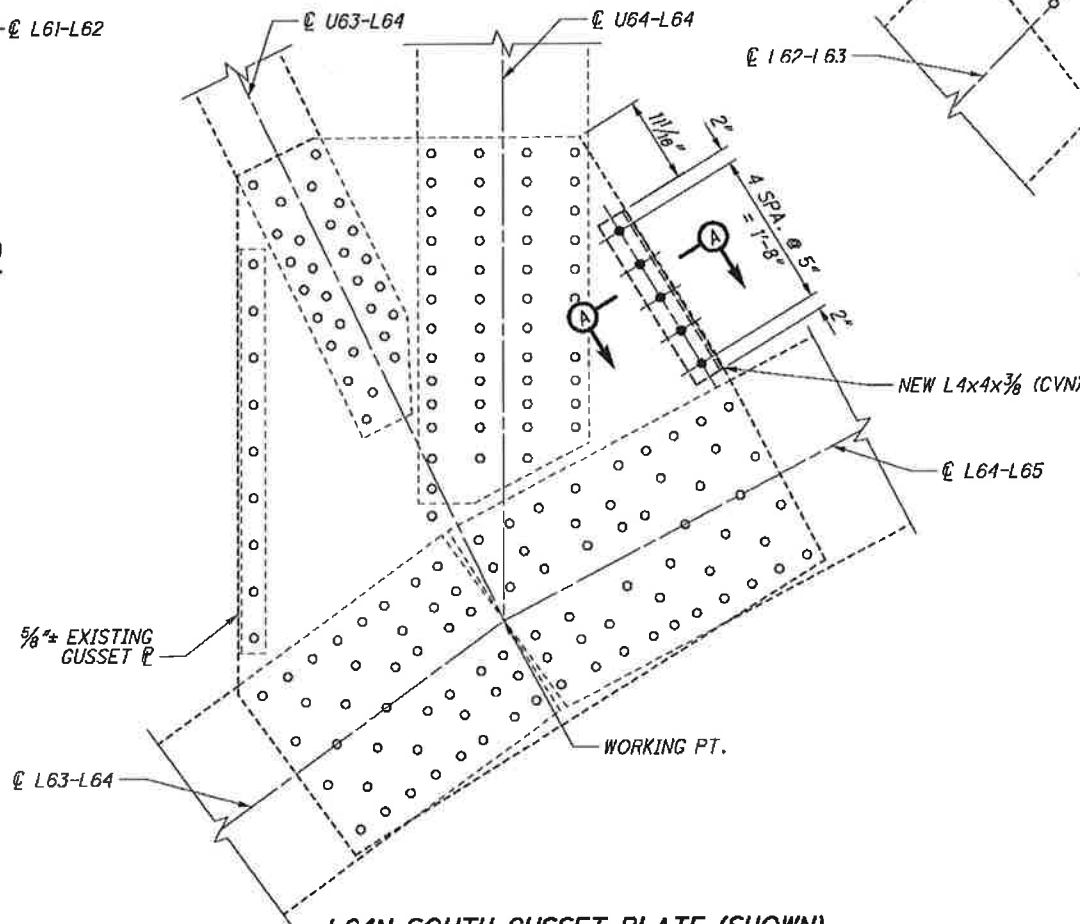 ℄ L61-L62
℄ U63-L64
℄ U64-L64
℄ L62-L63
11 1/16"
2"
4 SPA. @ 5"
= 1'-8"
2"
A
A
NEW L4x4x3/8 (CVN)
℄ L64-L65
5/8"± EXISTING
GUSSET ℙ
WORKING PT.
℄ L63-L64
L64N SOUTH GUSSET PLATE (SHOWN)